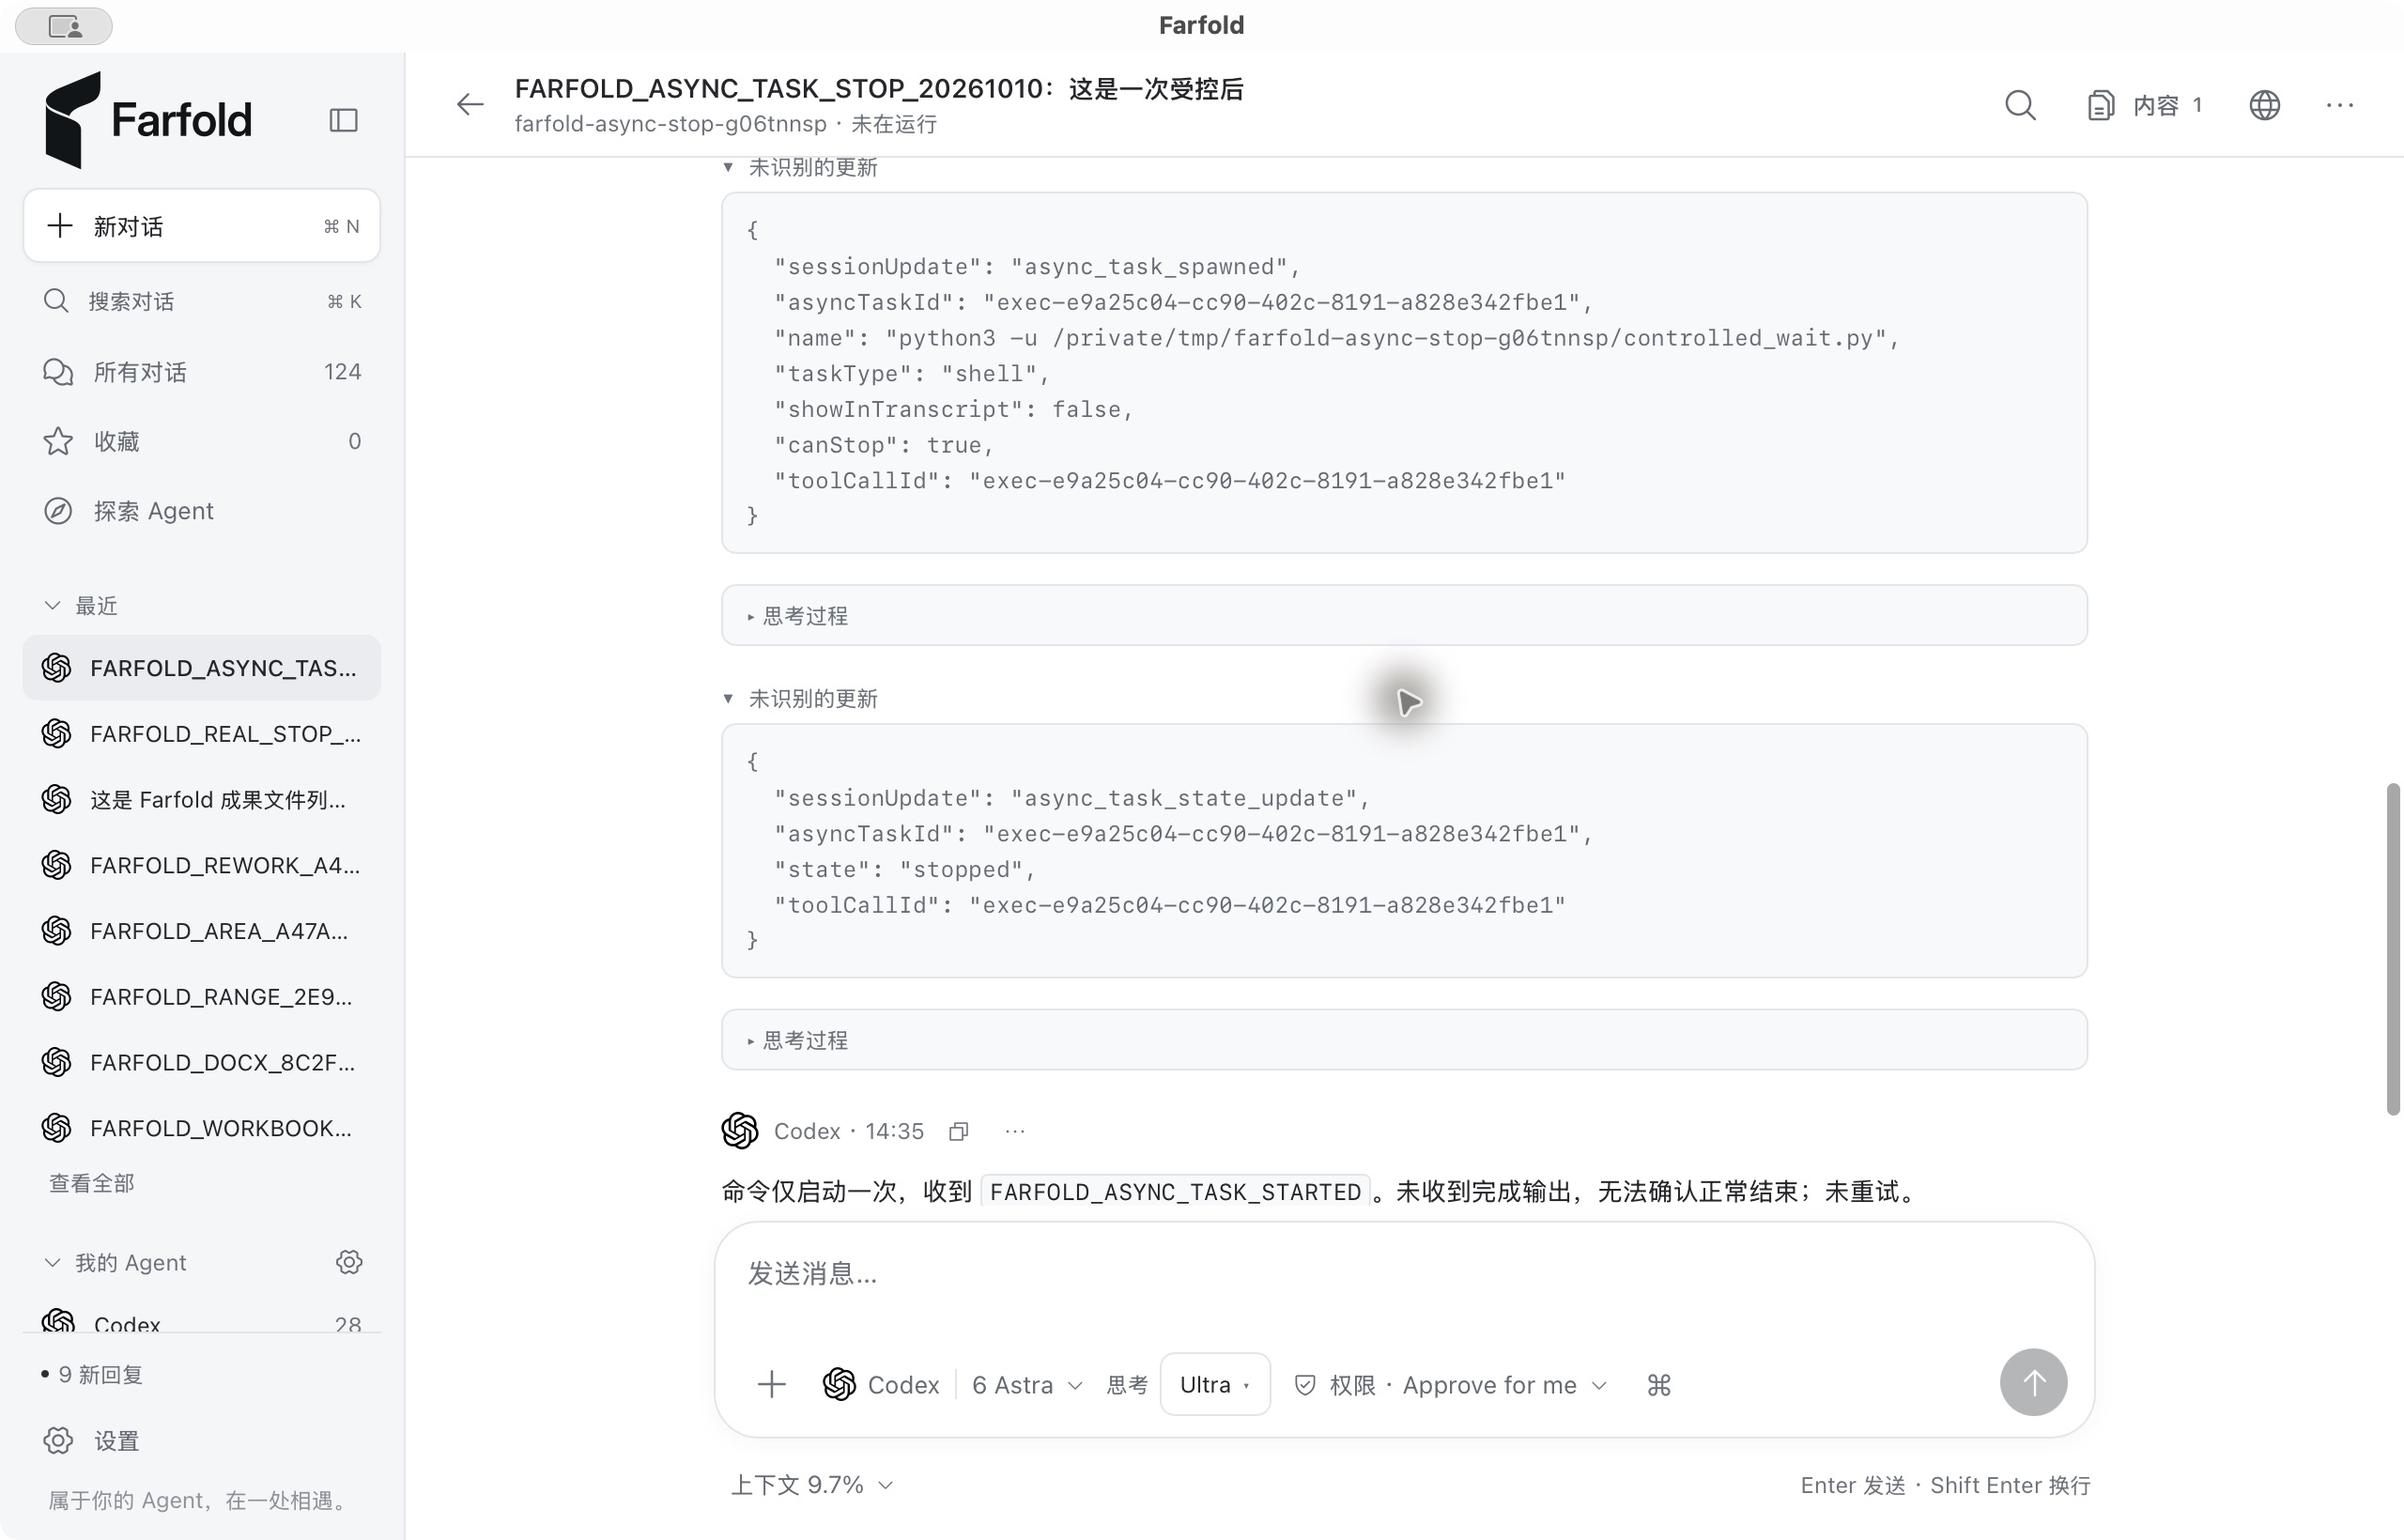 Farfold
Farfold
新对话 ⌘ N
搜索对话 ⌘ K
所有对话 124
收藏 0
探索 Agent
最近
FARFOLD_ASYNC_TAS...
FARFOLD_REAL_STOP_...
这是 Farfold 成果文件列...
FARFOLD_REWORK_A4...
FARFOLD_AREA_A47A...
FARFOLD_RANGE_2E9...
FARFOLD_DOCX_8C2F...
FARFOLD_WORKBOOK...
查看全部
我的 Agent
Codex 28
9 新回复
设置
属于你的 Agent，在一处相遇。
FARFOLD_ASYNC_TASK_STOP_20261010：这是一次受控后
farfold-async-stop-g06tnnsp · 未在运行
内容 1
未识别的更新
{
"sessionUpdate": "async_task_spawned",
"asyncTaskId": "exec-e9a25c04-cc90-402c-8191-a828e342fbe1",
"name": "python3 -u /private/tmp/farfold-async-stop-g06tnnsp/controlled_wait.py",
"taskType": "shell",
"showInTranscript": false,
"canStop": true,
"toolCallId": "exec-e9a25c04-cc90-402c-8191-a828e342fbe1"
}
思考过程
未识别的更新
{
"sessionUpdate": "async_task_state_update",
"asyncTaskId": "exec-e9a25c04-cc90-402c-8191-a828e342fbe1",
"state": "stopped",
"toolCallId": "exec-e9a25c04-cc90-402c-8191-a828e342fbe1"
}
思考过程
Codex · 14:35
命令仅启动一次，收到 FARFOLD_ASYNC_TASK_STARTED 。未收到完成输出，无法确认正常结束；未重试。
发送消息...
Codex 6 Astra 思考 Ultra 权限 · Approve for me ⌘
上下文 9.7%
Enter 发送 · Shift Enter 换行